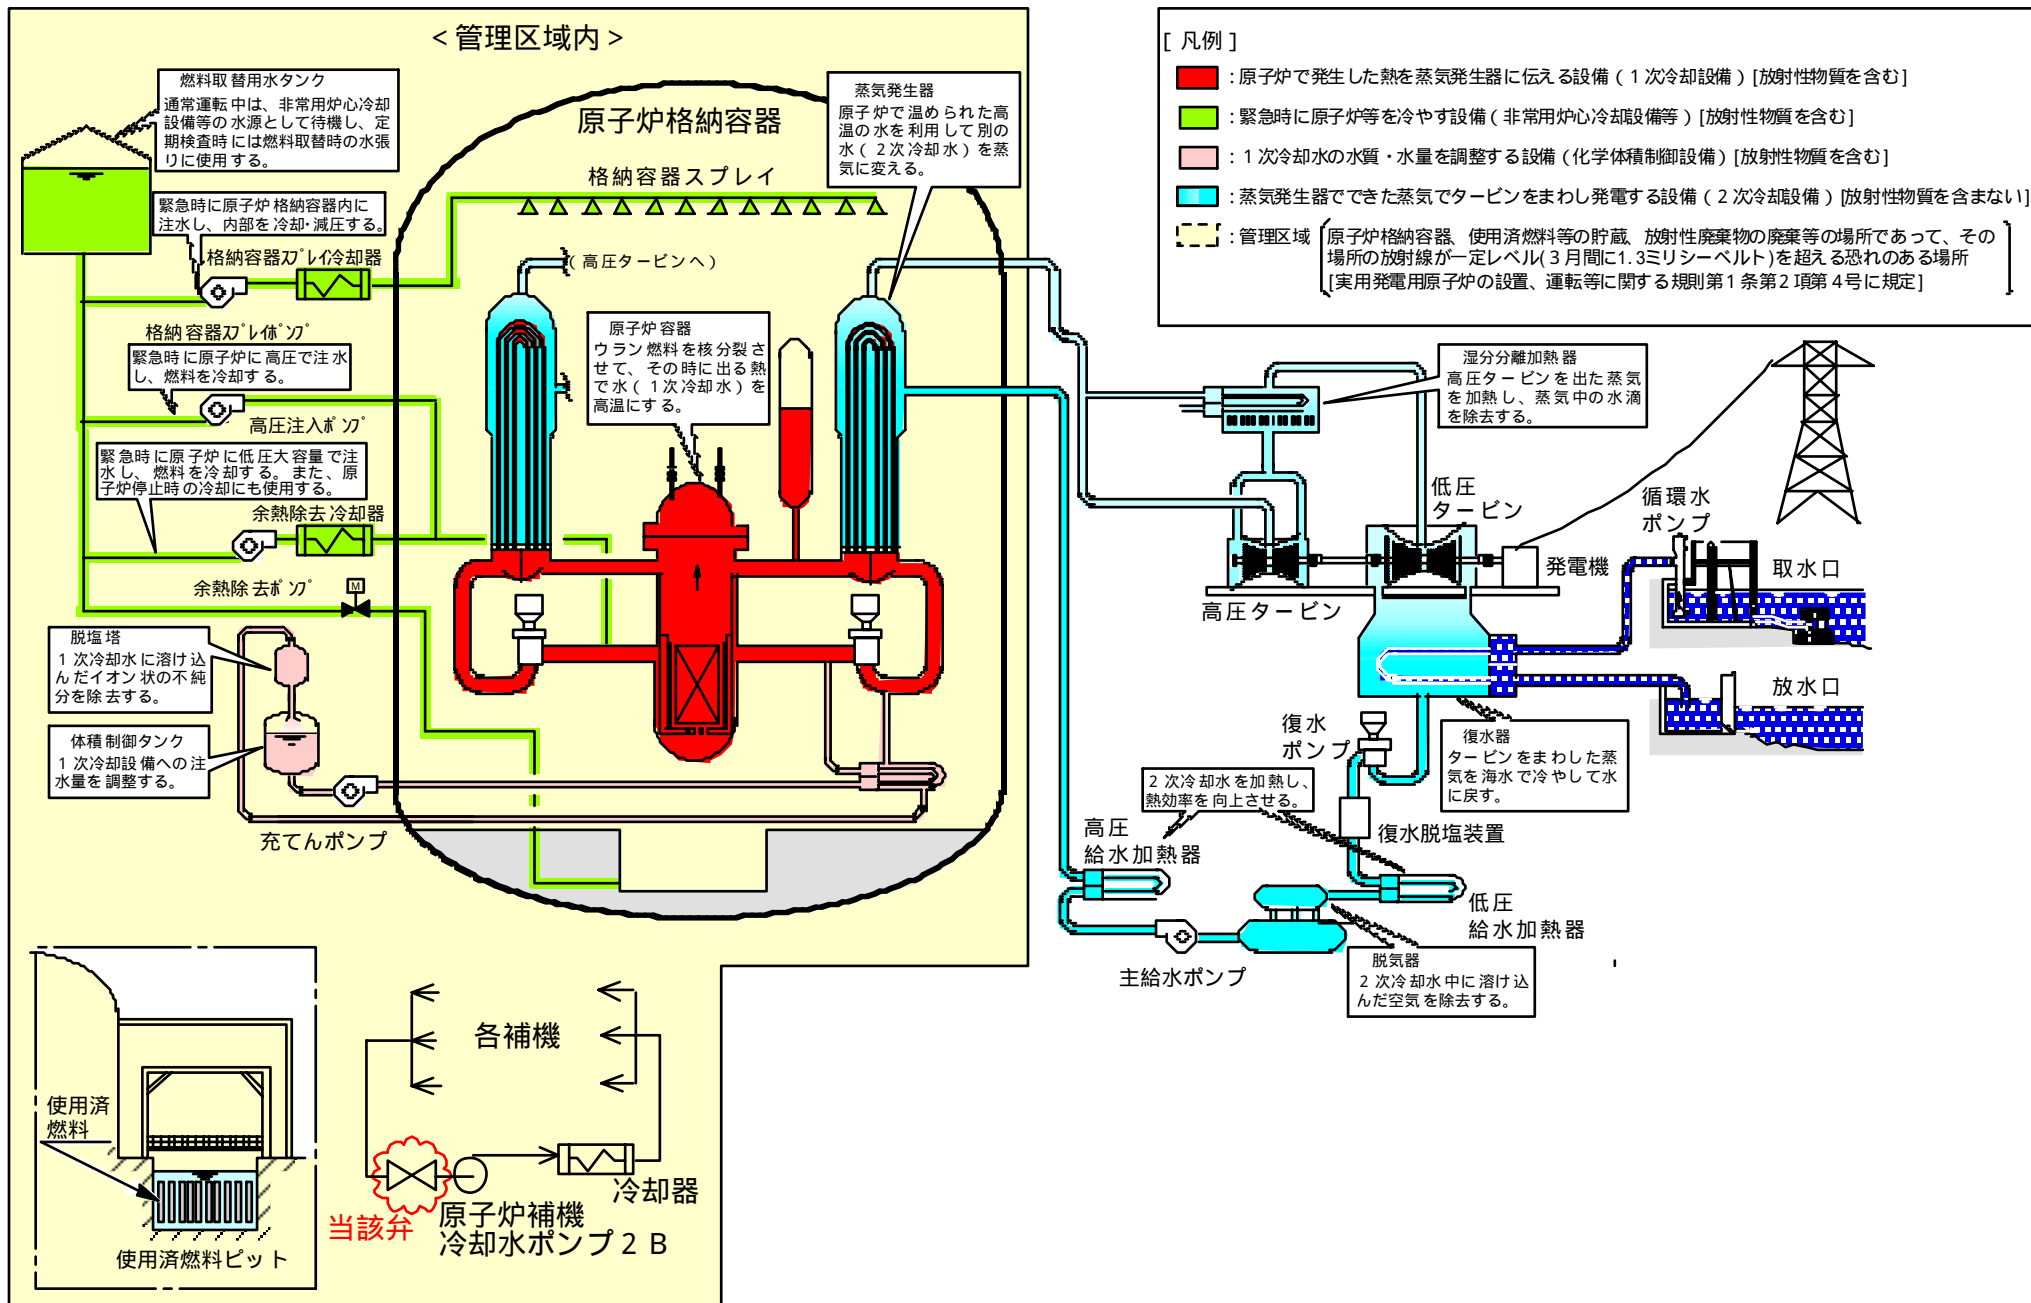 ＜管理区域内＞
燃料取替用水タンク
通常運転中は、非常用炉心冷却
設備等の水源として待機し、定
期検査時には燃料取替時の水張
りに使用する。
緊急時に原子炉格納容器内に
注水し、内部を冷却・減圧する。
格納容器ｽﾌﾟﾚｲ冷却器
格納容器ｽﾌﾟﾚｲﾎﾟﾝﾌﾟ
緊急時に原子炉に高圧で注水
し、燃料を冷却する。
高圧注入ﾎﾟﾝﾌﾟ
緊急時に原子炉に低圧大容量で注
水し、燃料を冷却する。また、原
子炉停止時の冷却にも使用する。
余熱除去冷却器
余熱除去ﾎﾟﾝﾌﾟ
M
脱塩塔
１次冷却水に溶け込
んだイオン状の不純
分を除去する。
体積制御タンク
１次冷却設備への注
水量を調整する。
充てんポンプ
原子炉格納容器
格納容器スプレイ
蒸気発生器
原子炉で温められた高
温の水を利用して別の
水（２次冷却水）を蒸
気に変える。
（高圧タービンへ）
原子炉容器
ウラン燃料を核分裂さ
せて、その時に出る熱
で水（１次冷却水）を
高温にする。
[ 凡例 ]
：原子炉で発生した熱を蒸気発生器に伝える設備（１次冷却設備）[放射性物質を含む]
：緊急時に原子炉等を冷やす設備（非常用炉心冷却設備等）[放射性物質を含む]
：１次冷却水の水質・水量を調整する設備（化学体積制御設備）[放射性物質を含む]
：蒸気発生器でできた蒸気でタービンをまわし発電する設備（２次冷却設備）[放射性物質を含まない]
：管理区域
原子炉格納容器、使用済燃料等の貯蔵、放射性廃棄物の廃棄等の場所であって、その
場所の放射線が一定レベル(３月間に1.3ミリシーベルト)を超える恐れのある場所
[実用発電用原子炉の設置、運転等に関する規則第１条第２項第４号に規定]
湿分分離加熱器
高圧タービンを出た蒸気
を加熱し、蒸気中の水滴
を除去する。
低圧
タービン
高圧タービン
発電機
循環水
ポンプ
取水口
放水口
復水
ポンプ
復水器
タービンをまわした蒸
気を海水で冷やして水
に戻す。
２次冷却水を加熱し、
熱効率を向上させる。
高圧
給水加熱器
復水脱塩装置
低圧
給水加熱器
主給水ポンプ
脱気器
２次冷却水中に溶け込
んだ空気を除去する。
使用済
燃料
使用済燃料ピット
各補機
冷却器
当該弁
原子炉補機
冷却水ポンプ２Ｂ